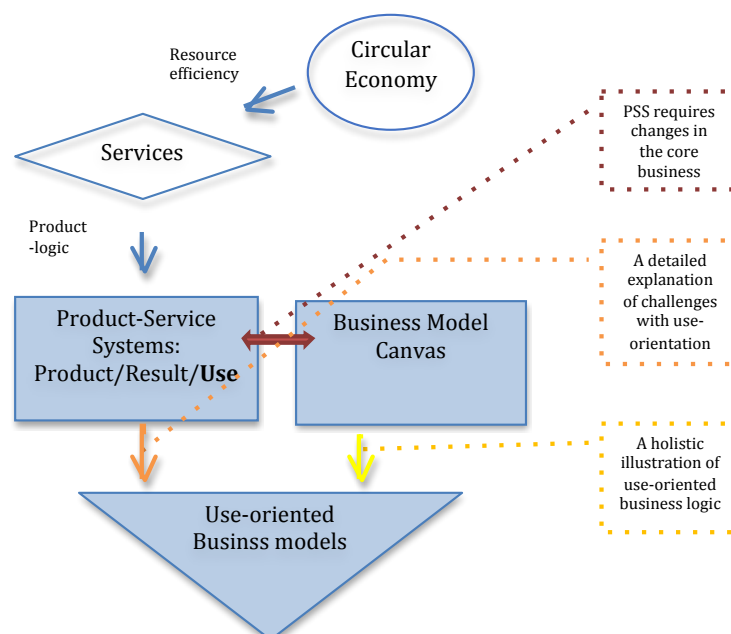 Circular
Economy
Resource
efficiency
Services
Product
-logic
Product-Service
Systems:
Product/Result/Use
Business Model
Canvas
Use-oriented
Businss models
PSS requires
changes in
the core
business
A detailed
explanation
of challenges
with use-
orientation
A holistic
illustration of
use-oriented
business logic